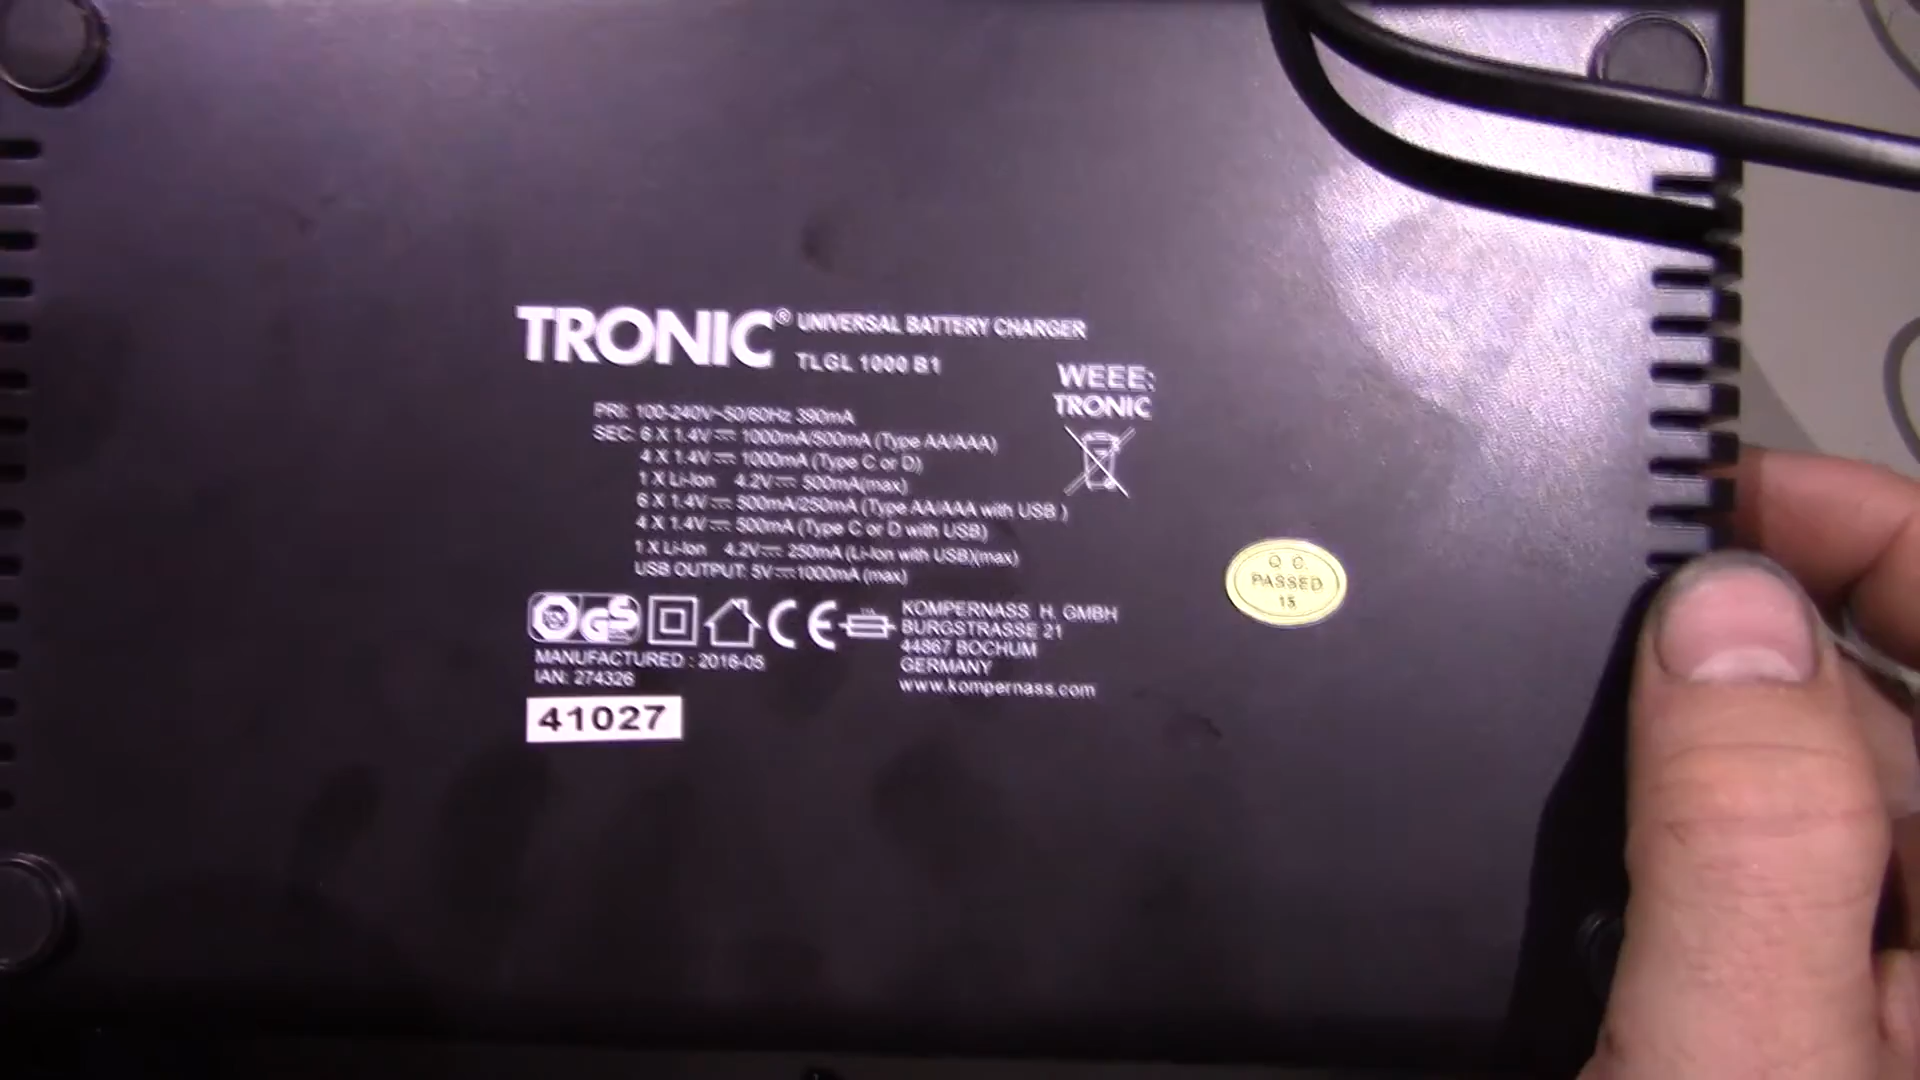 TRONIC® UNIVERSAL BATTERY CHARGER
TLGL 1000 B1
WEEE:
TRONIC
PRI: 100-240V~50/60Hz 390mA
SEC: 6 X 1.4V⎓ 1000mA/500mA (Type AA/AAA)
4 X 1.4V⎓ 1000mA (Type C or D)
1 X Li-Ion 4.2V⎓ 500mA(max)
6 X 1.4V⎓ 500mA/250mA (Type AA/AAA with USB )
4 X 1.4V⎓ 500mA (Type C or D with USB)
1 X Li-Ion 4.2V⎓ 250mA (Li-Ion with USB)(max)
USB OUTPUT: 5V⎓1000mA (max)
GS CE
KOMPERNASS H. GMBH
BURGSTRASSE 21
44867 BOCHUM
GERMANY
www.kompernass.com
MANUFACTURED : 2016-05
IAN: 274326
41027
Q C.
PASSED
15